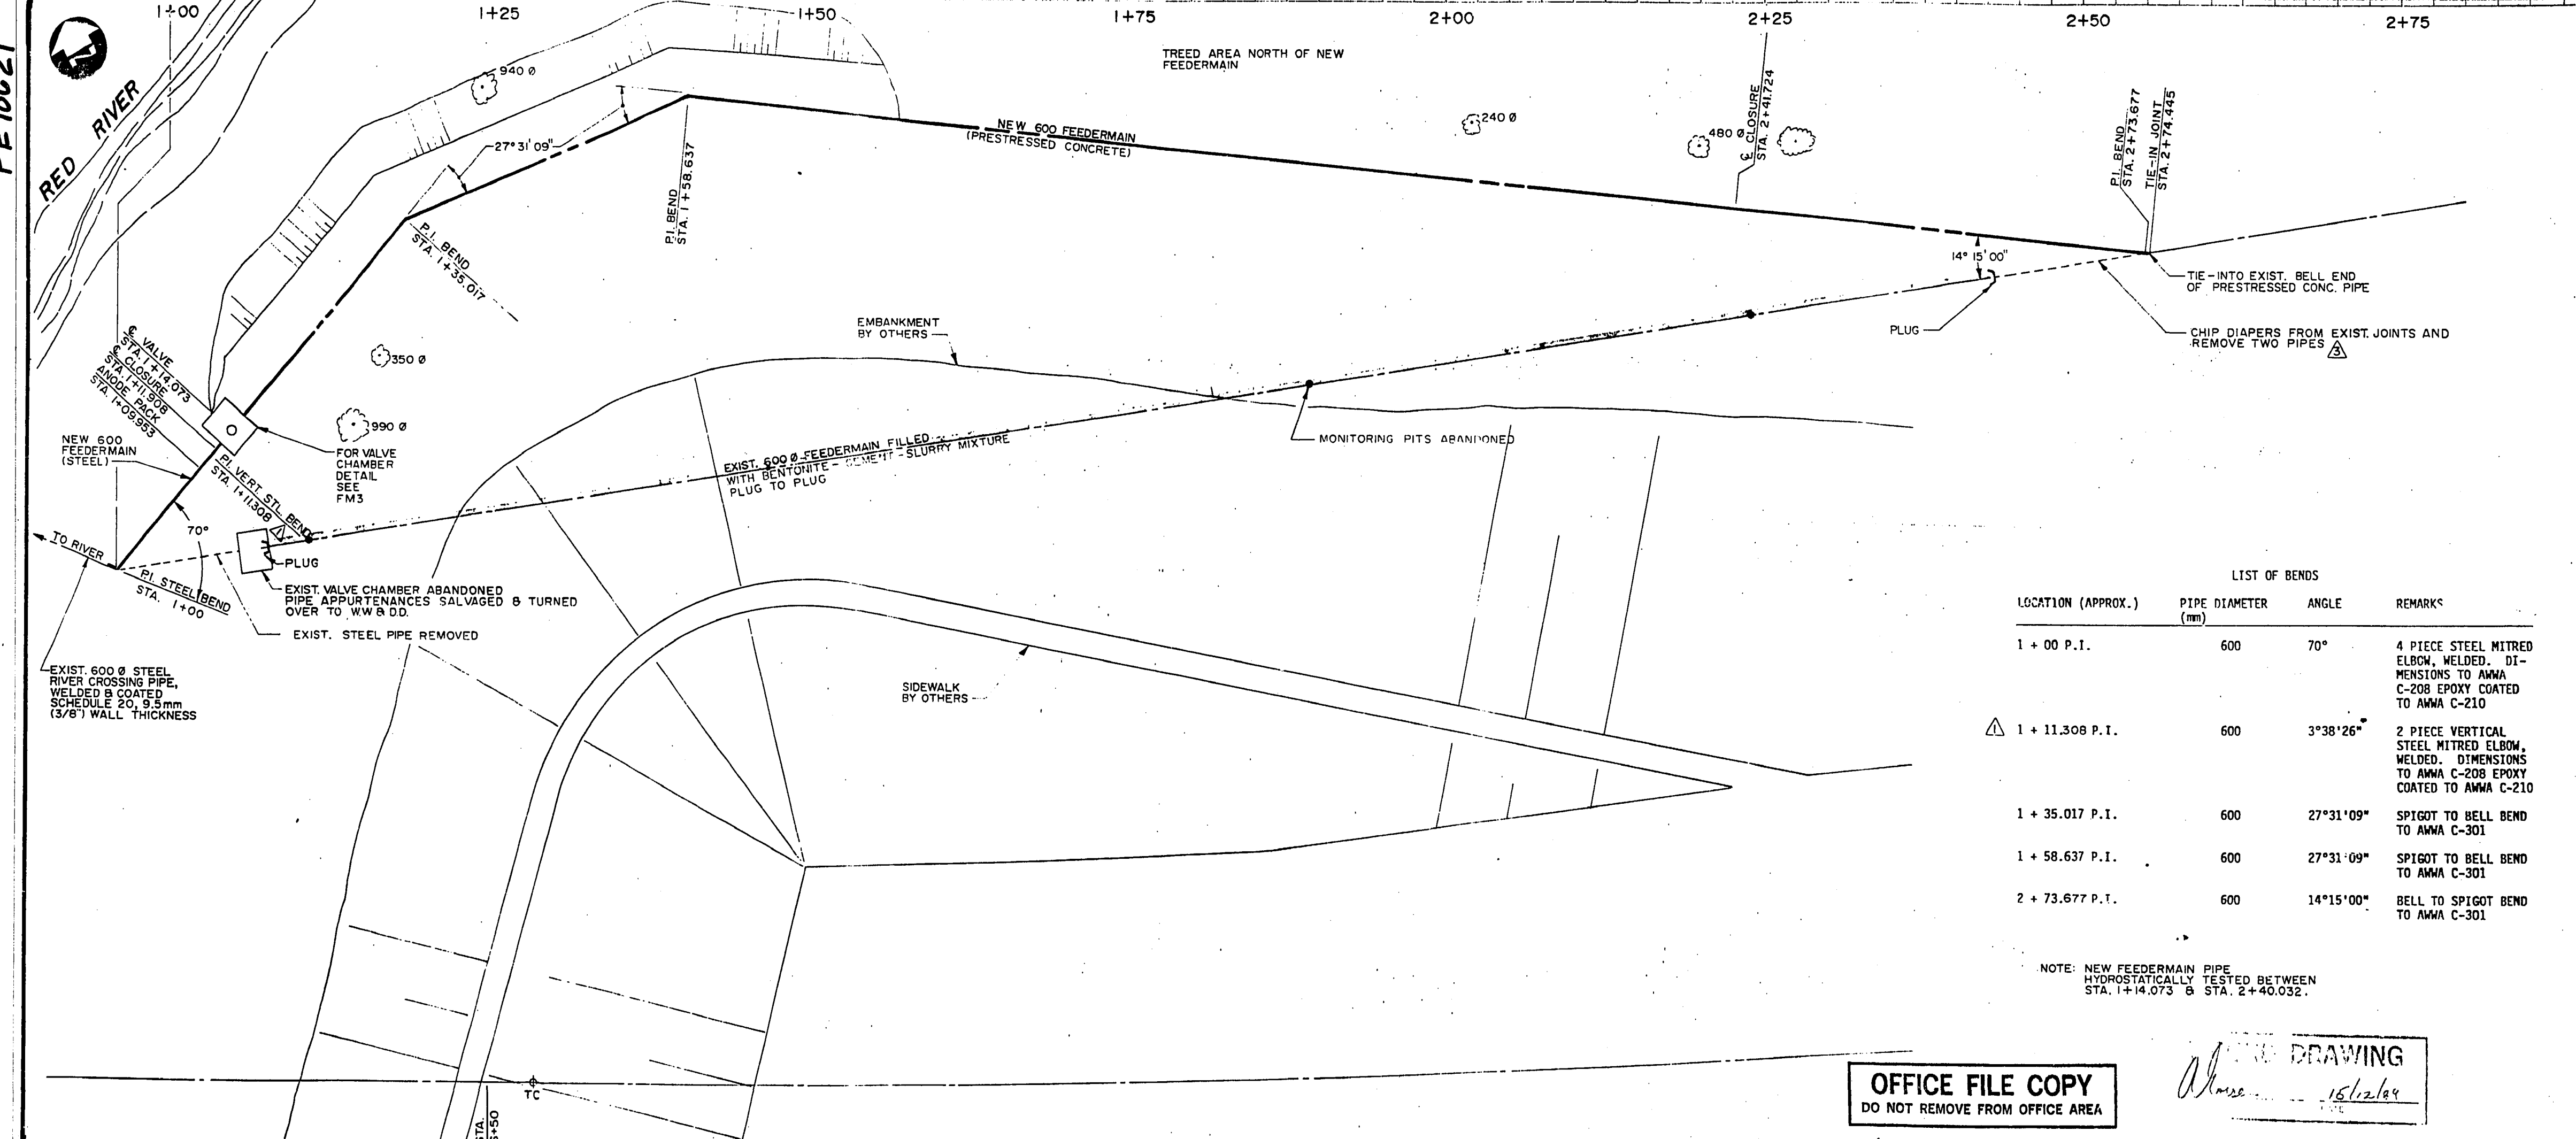 1+00
1+25
1+50
1+75
2+00
2+25
2+50
2+75
RED RIVER
940 Ø
TREED AREA NORTH OF NEW
FEEDERMAIN
27°31'09"
P.I. BEND
STA. 1+58.637
NEW 600 FEEDERMAIN
(PRESTRESSED CONCRETE)
240 Ø
480 Ø
℄ CLOSURE
STA. 2+41.724
P.I. BEND
STA. 2+73.677
TIE-IN JOINT
STA. 2+74.445
P.I. BEND
STA. 1+35.017
14° 15' 00"
TIE-INTO EXIST. BELL END
OF PRESTRESSED CONC. PIPE
PLUG
CHIP DIAPERS FROM EXIST. JOINTS AND
REMOVE TWO PIPES 3
EMBANKMENT
BY OTHERS
350 Ø
990 Ø
℄ VALVE
STA. 1+14.073
℄ CLOSURE
STA. 1+11.908
ANODE PACK
STA. 1+09.953
NEW 600
FEEDERMAIN
(STEEL)
FOR VALVE
CHAMBER
DETAIL
SEE
FM3
P.I. VERT. STL. BEND
STA. 1+11.308 1
MONITORING PITS ABANDONED
EXIST. 600 Ø FEEDERMAIN FILLED
WITH BENTONITE - CEMENT - SLURRY MIXTURE
PLUG TO PLUG
70°
TO RIVER
PLUG
P.I. STEEL BEND
STA. 1+00
EXIST. VALVE CHAMBER ABANDONED
PIPE APPURTENANCES SALVAGED & TURNED
OVER TO W.W & D.D.
EXIST. STEEL PIPE REMOVED
EXIST. 600 Ø STEEL
RIVER CROSSING PIPE,
WELDED & COATED
SCHEDULE 20, 9.5mm
(3/8") WALL THICKNESS
SIDEWALK
BY OTHERS
LIST OF BENDS
LOCATION (APPROX.) PIPE DIAMETER ANGLE REMARKS
(mm)
1 + 00 P.I. 600 70° 4 PIECE STEEL MITRED
ELBOW, WELDED. DI-
MENSIONS TO AWWA
C-208 EPOXY COATED
TO AWWA C-210
1 1 + 11.308 P.I. 600 3°38'26" 2 PIECE VERTICAL
STEEL MITRED ELBOW,
WELDED. DIMENSIONS
TO AWWA C-208 EPOXY
COATED TO AWWA C-210
1 + 35.017 P.I. 600 27°31'09" SPIGOT TO BELL BEND
TO AWWA C-301
1 + 58.637 P.I. 600 27°31'09" SPIGOT TO BELL BEND
TO AWWA C-301
2 + 73.677 P.I. 600 14°15'00" BELL TO SPIGOT BEND
TO AWWA C-301
NOTE: NEW FEEDERMAIN PIPE
HYDROSTATICALLY TESTED BETWEEN
STA. 1+14.073 & STA. 2+40.032.
TC
STA.
+50
OFFICE FILE COPY
DO NOT REMOVE FROM OFFICE AREA
DRAWING